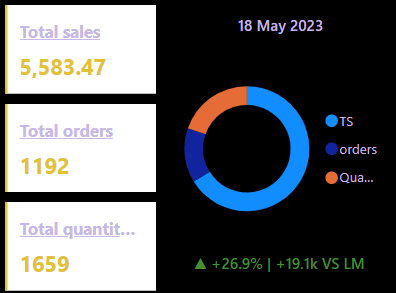 Total sales
5,583.47
Total orders
1192
Total quantit...
1659
18 May 2023
TS
orders
Qua...
▲ +26.9% | +19.1k VS LM